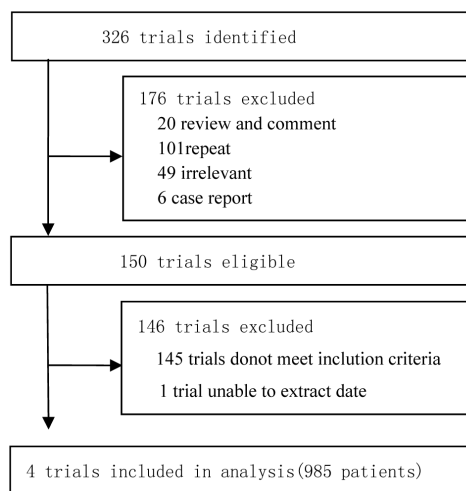 326 trials identified
176 trials excluded
20 review and comment
101repeat
49 irrelevant
6 case report
150 trials eligible
146 trials excluded
145 trials donot meet inclution criteria
1 trial unable to extract date
4 trials included in analysis(985 patients)